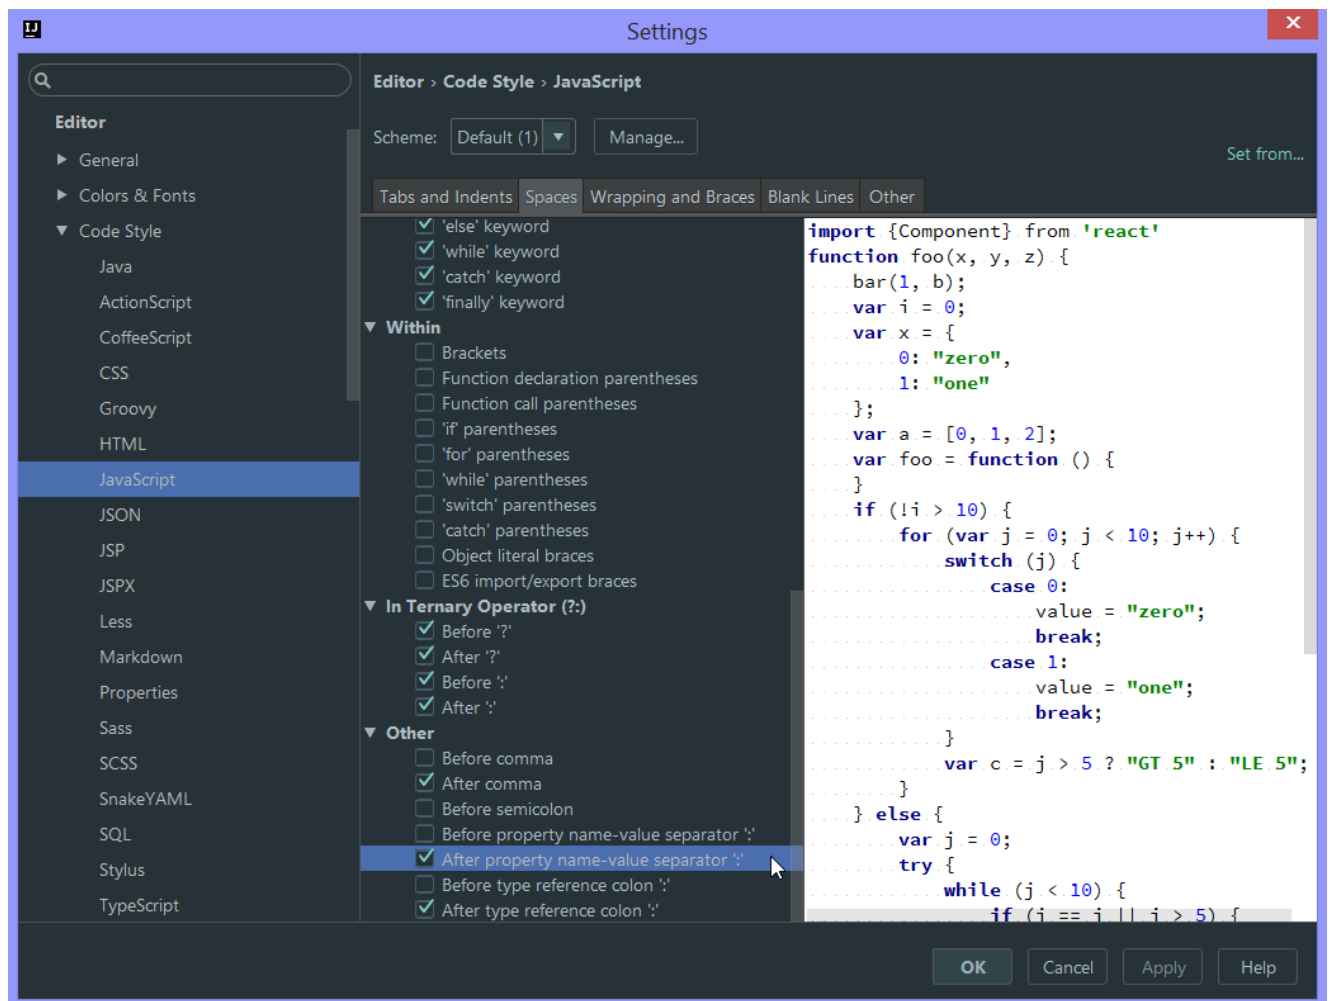 IJ
Settings
Editor
General
Colors & Fonts
Code Style
Java
ActionScript
CoffeeScript
CSS
Groovy
HTML
JavaScript
JSON
JSP
JSPX
Less
Markdown
Properties
Sass
SCSS
SnakeYAML
SQL
Stylus
TypeScript
Editor › Code Style › JavaScript
Scheme: Default (1) Manage...
Set from...
Tabs and Indents Spaces Wrapping and Braces Blank Lines Other
'else' keyword
'while' keyword
'catch' keyword
'finally' keyword
Within
Brackets
Function declaration parentheses
Function call parentheses
'if' parentheses
'for' parentheses
'while' parentheses
'switch' parentheses
'catch' parentheses
Object literal braces
ES6 import/export braces
In Ternary Operator (?:)
Before '?'
After '?'
Before ':'
After ':'
Other
Before comma
After comma
Before semicolon
Before property name-value separator ':'
After property name-value separator ':'
Before type reference colon ':'
After type reference colon ':'
import {Component} from 'react'
function foo(x, y, z) {
bar(1, b);
var i = 0;
var x = {
0: "zero",
1: "one"
};
var a = [0, 1, 2];
var foo = function () {
}
if (!i > 10) {
for (var j = 0; j < 10; j++) {
switch (j) {
case 0:
value = "zero";
break;
case 1:
value = "one";
break;
}
var c = j > 5 ? "GT 5" : "LE 5";
}
} else {
var j = 0;
try {
while (j < 10) {
if (i == j || j > 5) {
OK Cancel Apply Help